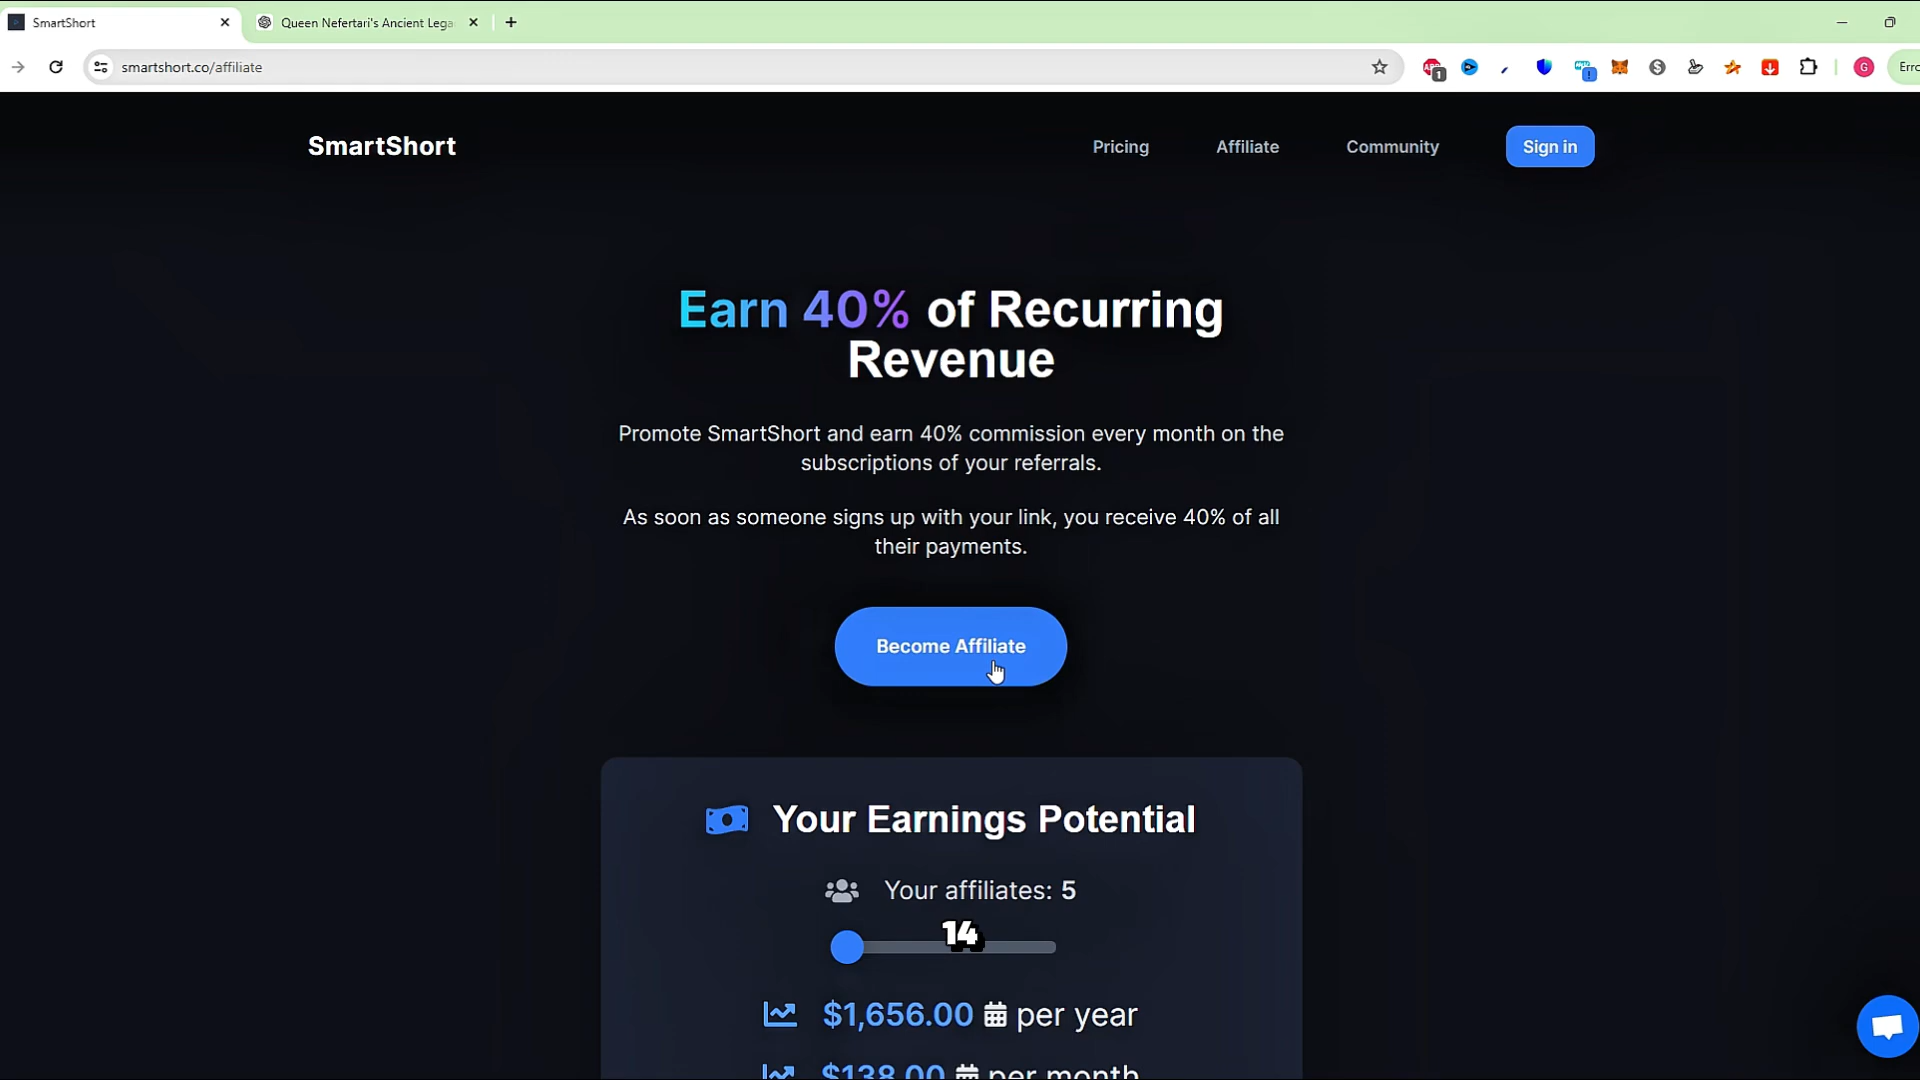 SmartShort
Queen Nefertari's Ancient Lega
smartshort.co/affiliate
1
G
Erro
SmartShort
Pricing
Affiliate
Community
Sign in
Earn 40% of Recurring
Revenue
Promote SmartShort and earn 40% commission every month on the
subscriptions of your referrals.
As soon as someone signs up with your link, you receive 40% of all
their payments.
Become Affiliate
Your Earnings Potential
Your affiliates: 5
14
$1,656.00 per year
$138.00 per month